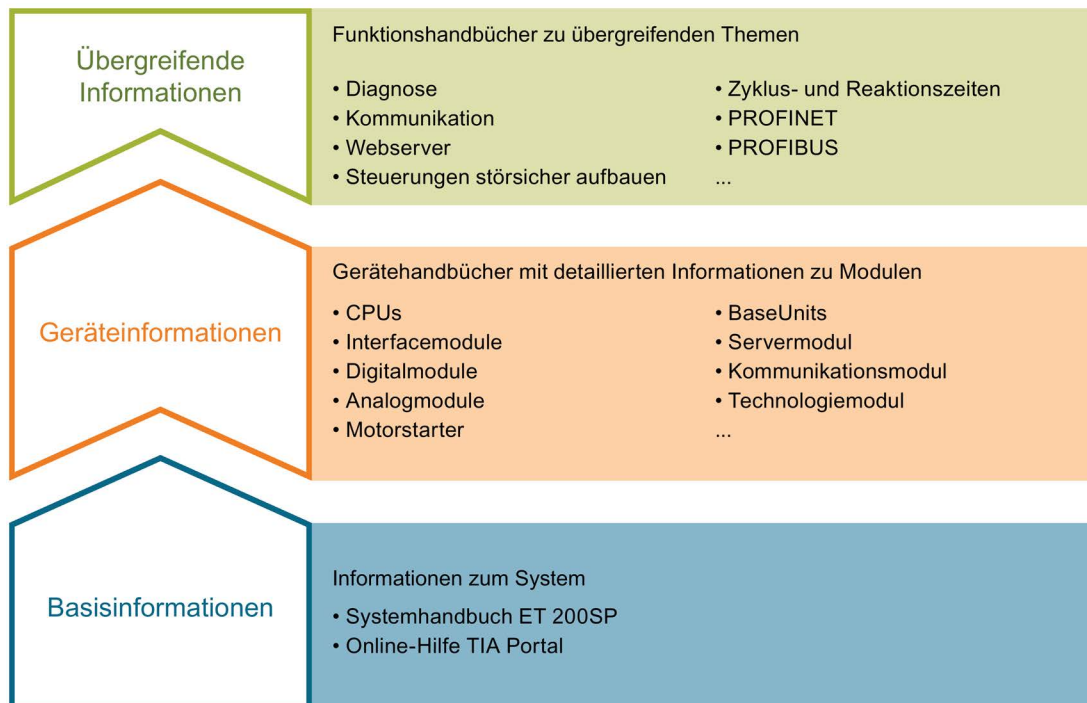 Übergreifende
Informationen
Funktionshandbücher zu übergreifenden Themen
• Diagnose
• Kommunikation
• Webserver
• Steuerungen störsicher aufbauen
• Zyklus- und Reaktionszeiten
• PROFINET
• PROFIBUS
...
Geräteinformationen
Gerätehandbücher mit detaillierten Informationen zu Modulen
• CPUs
• Interfacemodule
• Digitalmodule
• Analogmodule
• Motorstarter
• BaseUnits
• Servermodul
• Kommunikationsmodul
• Technologiemodul
...
Basisinformationen
Informationen zum System
• Systemhandbuch ET 200SP
• Online-Hilfe TIA Portal